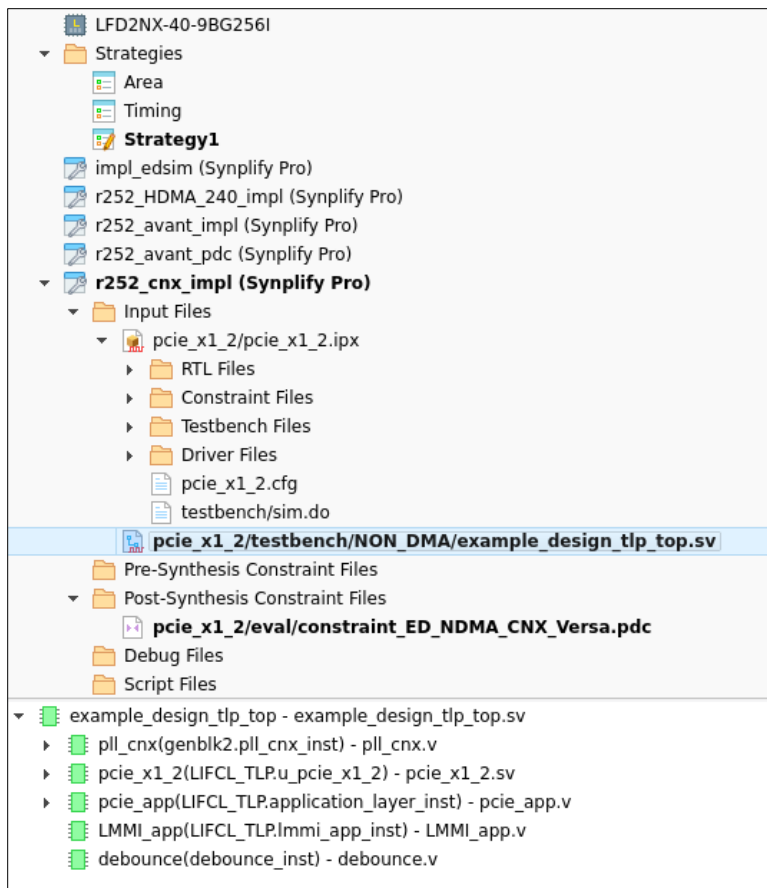 LFD2NX-40-9BG256I
Strategies
Area
Timing
Strategy1
impl_edsim (Synplify Pro)
r252_HDMA_240_impl (Synplify Pro)
r252_avant_impl (Synplify Pro)
r252_avant_pdc (Synplify Pro)
r252_cnx_impl (Synplify Pro)
Input Files
pcie_x1_2/pcie_x1_2.ipx
RTL Files
Constraint Files
Testbench Files
Driver Files
pcie_x1_2.cfg
testbench/sim.do
pcie_x1_2/testbench/NON_DMA/example_design_tlp_top.sv
Pre-Synthesis Constraint Files
Post-Synthesis Constraint Files
pcie_x1_2/eval/constraint_ED_NDMA_CNX_Versa.pdc
Debug Files
Script Files
example_design_tlp_top - example_design_tlp_top.sv
pll_cnx(genblk2.pll_cnx_inst) - pll_cnx.v
pcie_x1_2(LIFCL_TLP.u_pcie_x1_2) - pcie_x1_2.sv
pcie_app(LIFCL_TLP.application_layer_inst) - pcie_app.v
LMMI_app(LIFCL_TLP.lmmi_app_inst) - LMMI_app.v
debounce(debounce_inst) - debounce.v